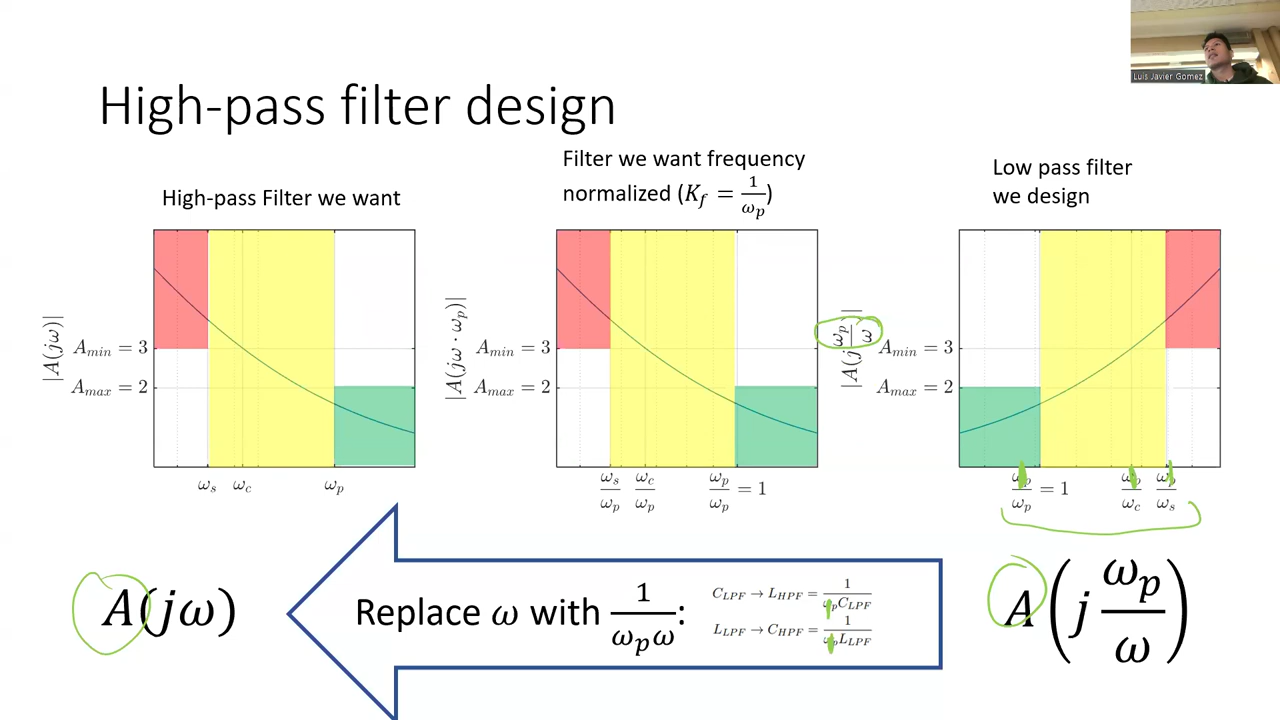 Luis Javier Gomez
High-pass filter design
High-pass Filter we want
Filter we want frequency
normalized (K_f = 1/ω_p)
Low pass filter
we design
|A(jω)|
A_min = 3
A_max = 2
ω_s ω_c ω_p
|A(jω · ω_p)|
A_min = 3
A_max = 2
ω_s/ω_p ω_c/ω_p ω_p/ω_p = 1
|A(j ω_p/ω)|
A_min = 3
A_max = 2
ω_p/ω_p = 1 ω_p/ω_c ω_p/ω_s
A(jω)
Replace ω with 1/(ω_p ω):
C_LPF → L_HPF = 1/(ω_p C_LPF)
L_LPF → C_HPF = 1/(ω_p L_LPF)
A(j ω_p/ω)